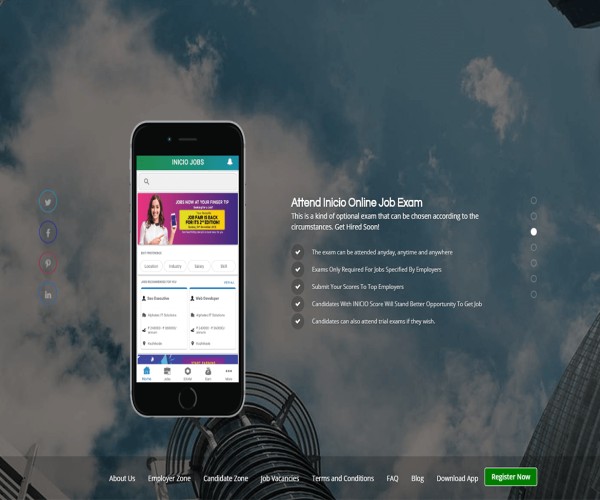 INICIO JOBS
JOBS NOW AT YOUR FINGER TIP
JOB FAIR IS BACK
FOR ITS 2nd EDITION!
Location Industry Salary Skill
Seo Executive Web Developer
Attend Inicio Online Job Exam
This is a kind of optional exam that can be chosen according to the
circumstances. Get Hired Soon!
The exam can be attended anyday, anytime and anywhere
Exams Only Required For Jobs Specified By Employers
Submit Your Scores To Top Employers
Candidates With INICIO Score Will Stand Better Opportunity To Get Job
Candidates can also attend trial exams if they wish.
About Us Employer Zone Candidate Zone Job Vacancies Terms and Conditions FAQ Blog Download App Register Now